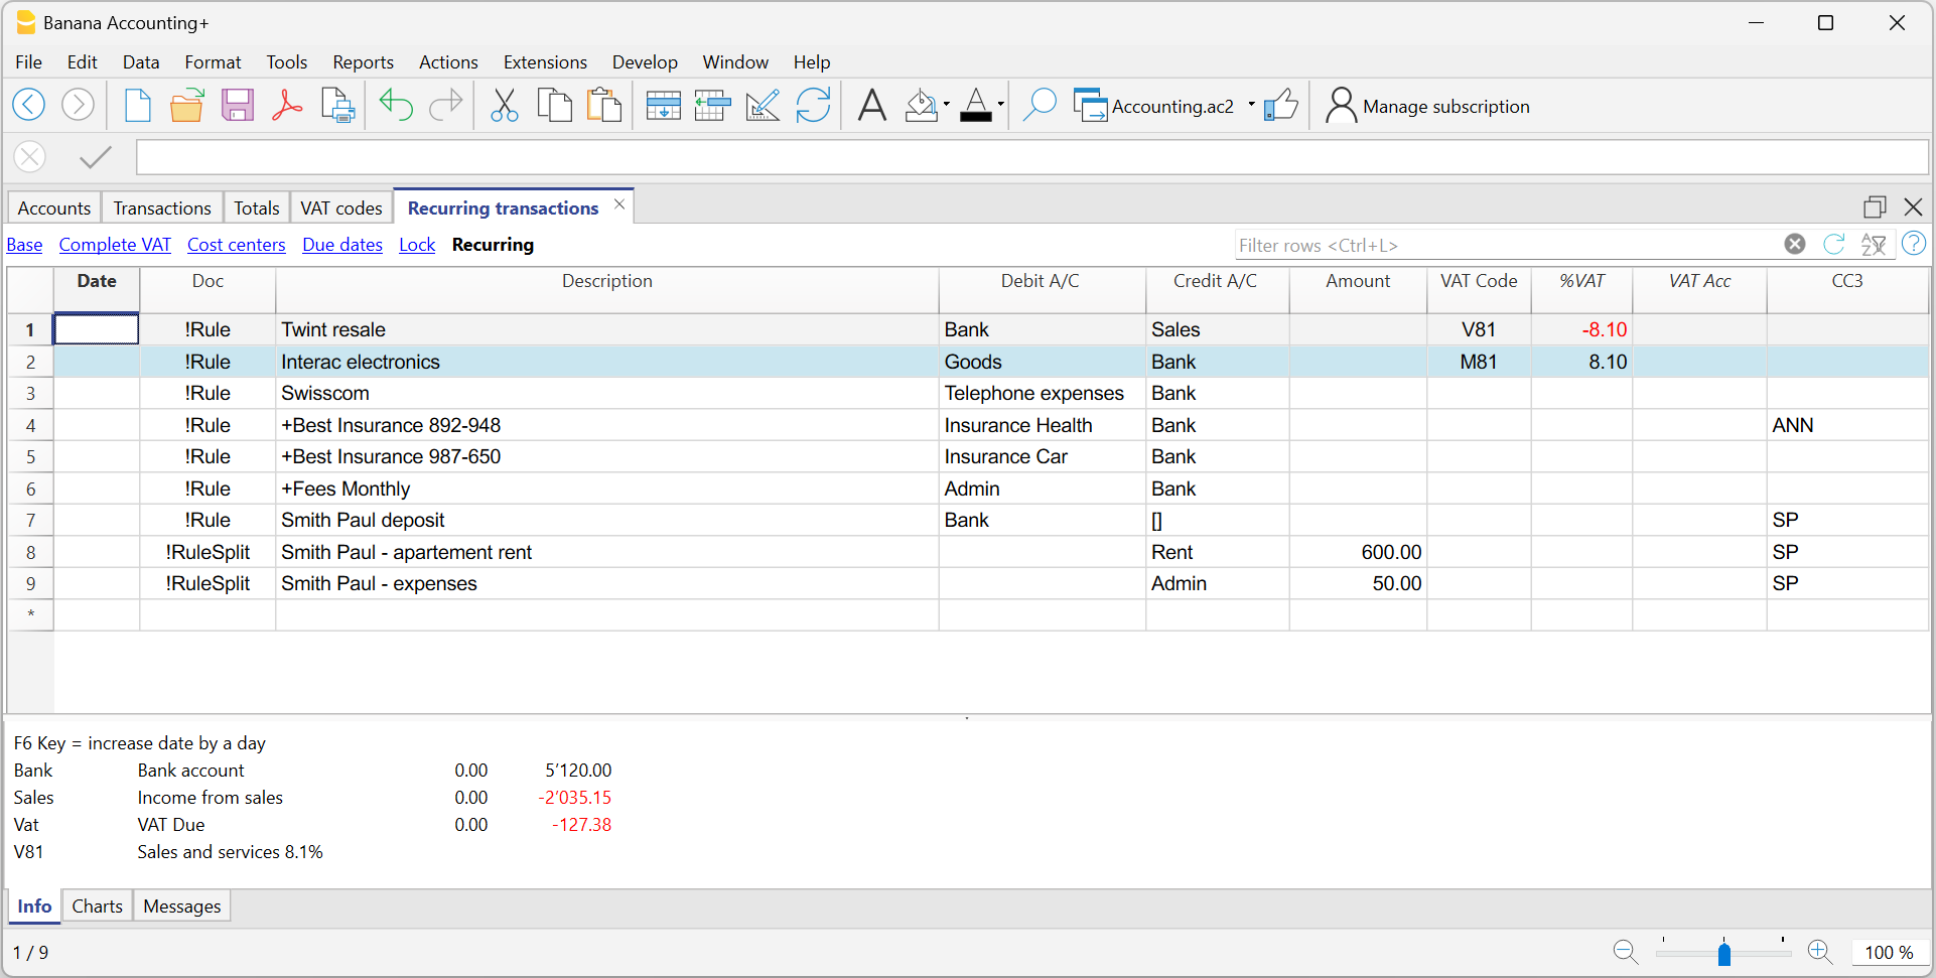 Banana Accounting+
File Edit Data Format Tools Reports Actions Extensions Develop Window Help
Accounting.ac2 Manage subscription
Accounts Transactions Totals VAT codes Recurring transactions
Base Complete VAT Cost centers Due dates Lock Recurring Filter rows <Ctrl+L>
Date Doc Description Debit A/C Credit A/C Amount VAT Code %VAT VAT Acc CC3
1 !Rule Twint resale Bank Sales V81 -8.10
2 !Rule Interac electronics Goods Bank M81 8.10
3 !Rule Swisscom Telephone expenses Bank
4 !Rule +Best Insurance 892-948 Insurance Health Bank ANN
5 !Rule +Best Insurance 987-650 Insurance Car Bank
6 !Rule +Fees Monthly Admin Bank
7 !Rule Smith Paul deposit Bank [] SP
8 !RuleSplit Smith Paul - apartement rent Rent 600.00 SP
9 !RuleSplit Smith Paul - expenses Admin 50.00 SP
*
F6 Key = increase date by a day
Bank Bank account 0.00 5’120.00
Sales Income from sales 0.00 -2’035.15
Vat VAT Due 0.00 -127.38
V81 Sales and services 8.1%
Info Charts Messages
1 / 9 100 %